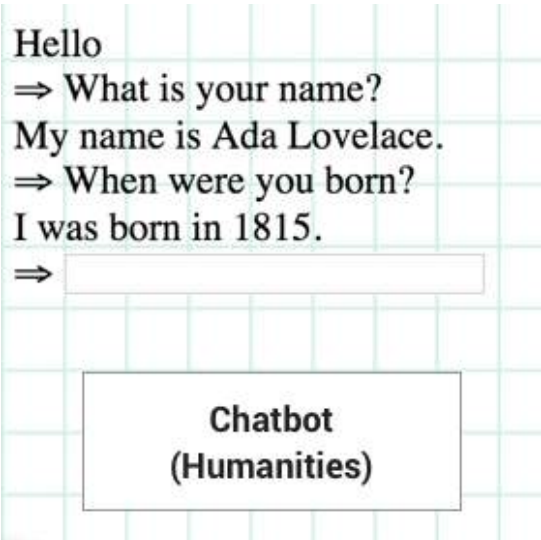 Hello
⇒ What is your name?
My name is Ada Lovelace.
⇒ When were you born?
I was born in 1815.
⇒
Chatbot
(Humanities)